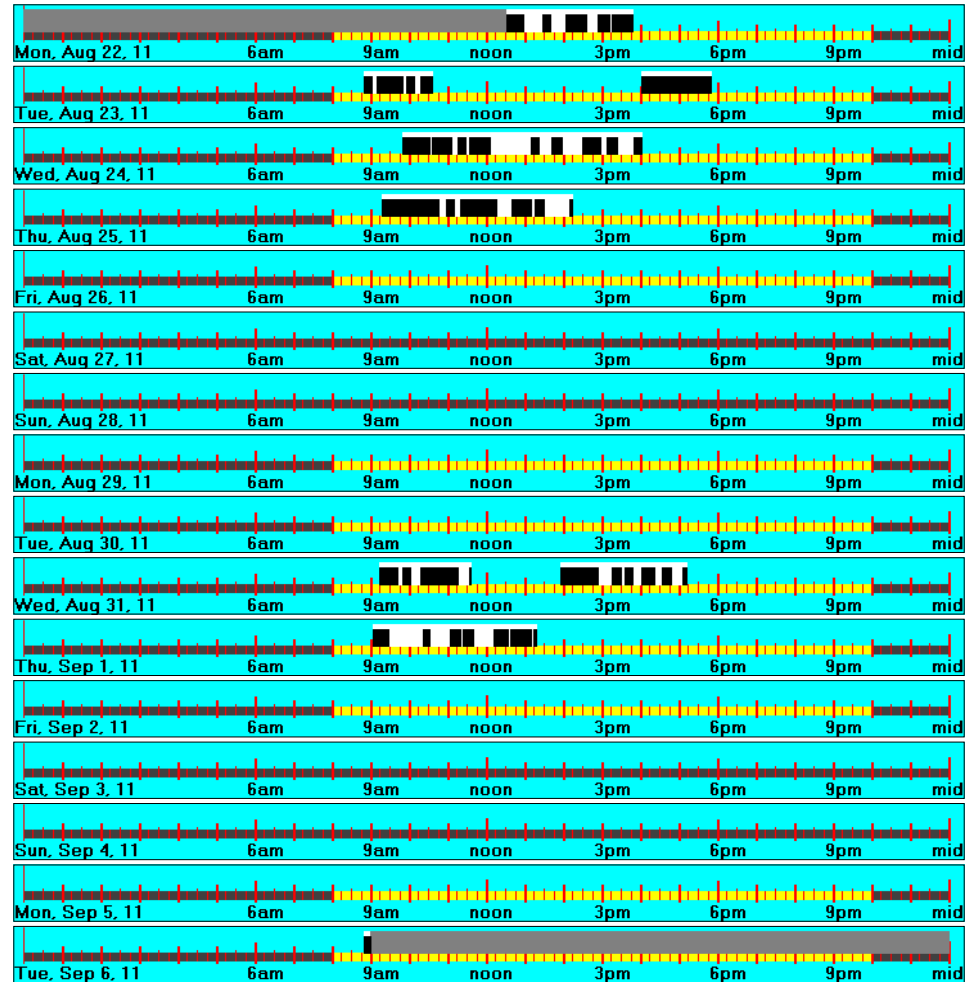 Mon, Aug 22, 11 6am 9am noon 3pm 6pm 9pm mid
Tue, Aug 23, 11 6am 9am noon 3pm 6pm 9pm mid
Wed, Aug 24, 11 6am 9am noon 3pm 6pm 9pm mid
Thu, Aug 25, 11 6am 9am noon 3pm 6pm 9pm mid
Fri, Aug 26, 11 6am 9am noon 3pm 6pm 9pm mid
Sat, Aug 27, 11 6am 9am noon 3pm 6pm 9pm mid
Sun, Aug 28, 11 6am 9am noon 3pm 6pm 9pm mid
Mon, Aug 29, 11 6am 9am noon 3pm 6pm 9pm mid
Tue, Aug 30, 11 6am 9am noon 3pm 6pm 9pm mid
Wed, Aug 31, 11 6am 9am noon 3pm 6pm 9pm mid
Thu, Sep 1, 11 6am 9am noon 3pm 6pm 9pm mid
Fri, Sep 2, 11 6am 9am noon 3pm 6pm 9pm mid
Sat, Sep 3, 11 6am 9am noon 3pm 6pm 9pm mid
Sun, Sep 4, 11 6am 9am noon 3pm 6pm 9pm mid
Mon, Sep 5, 11 6am 9am noon 3pm 6pm 9pm mid
Tue, Sep 6, 11 6am 9am noon 3pm 6pm 9pm mid